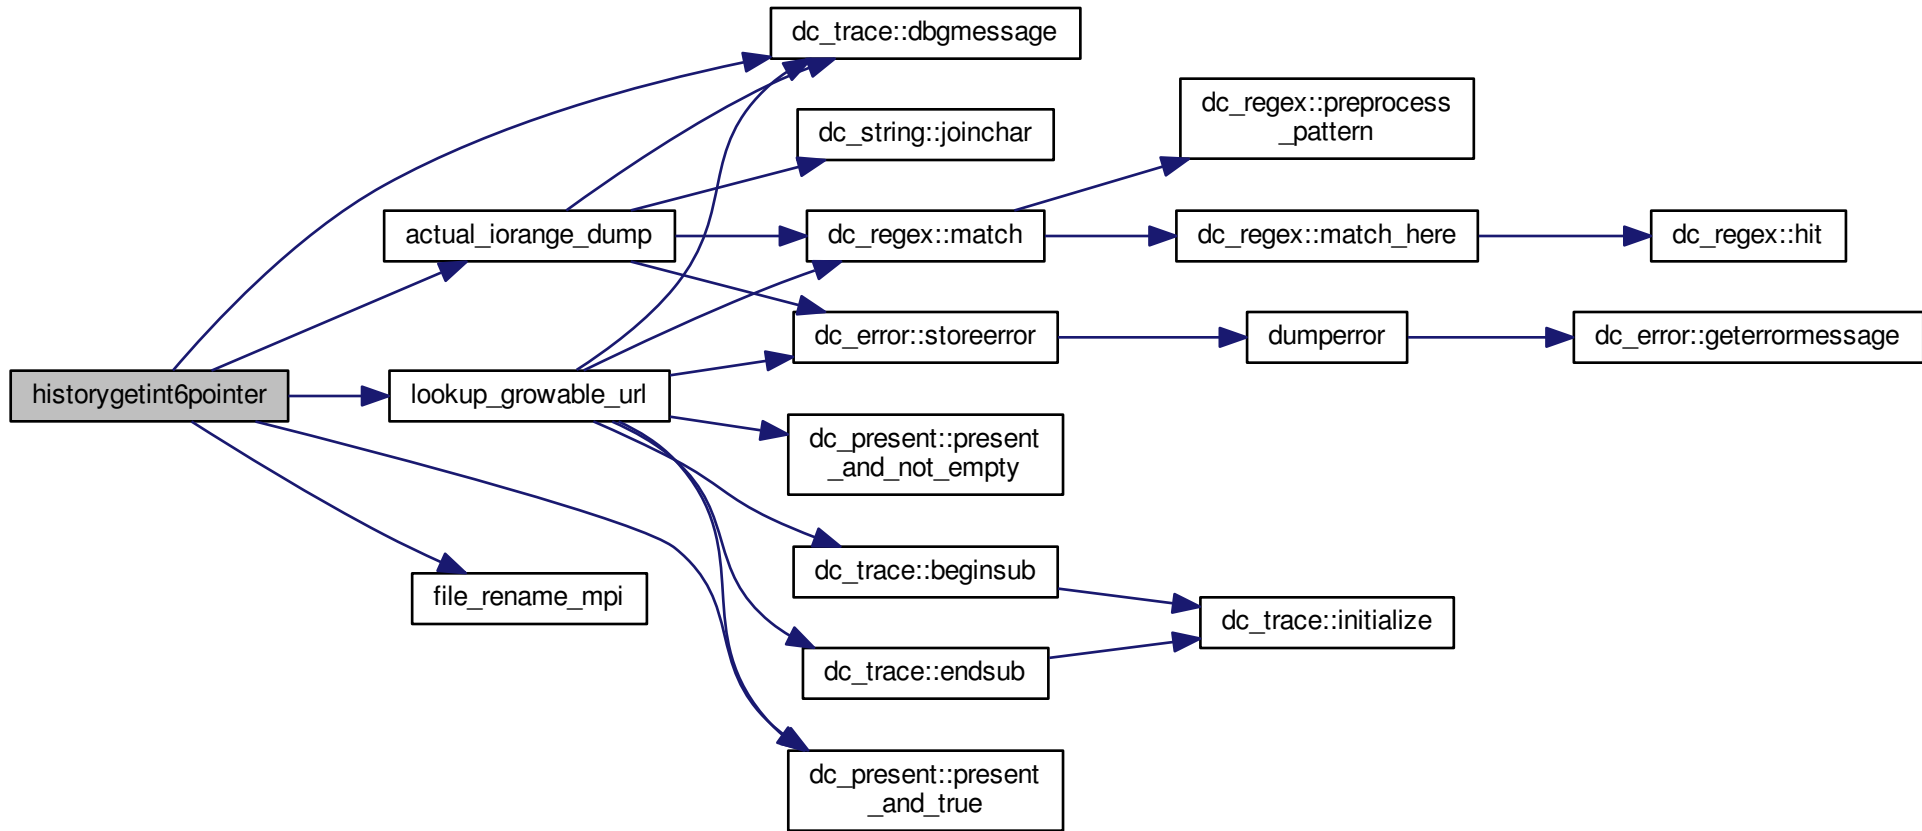 dc_trace::dbgmessage
dc_regex::preprocess
_pattern
dc_string::joinchar
actual_iorange_dump
dc_regex::match
dc_regex::match_here
dc_regex::hit
dc_error::storeerror
dumperror
dc_error::geterrormessage
historygetint6pointer
lookup_growable_url
dc_present::present
_and_not_empty
dc_trace::beginsub
file_rename_mpi
dc_trace::initialize
dc_trace::endsub
dc_present::present
_and_true